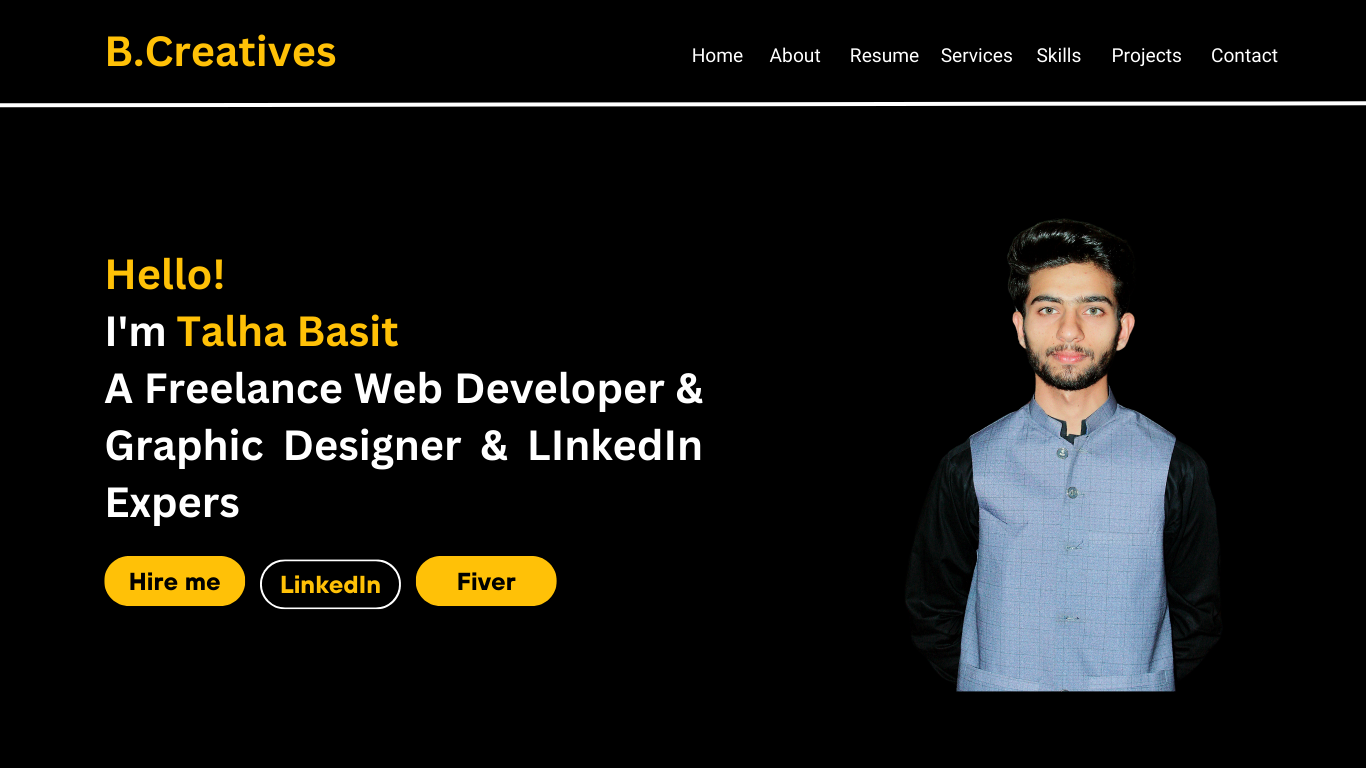 B.Creatives
Home About Resume Services Skills Projects Contact
Hello!
I'm Talha Basit
A Freelance Web Developer &
Graphic Designer & LInkedIn
Expers
Hire me LinkedIn Fiver